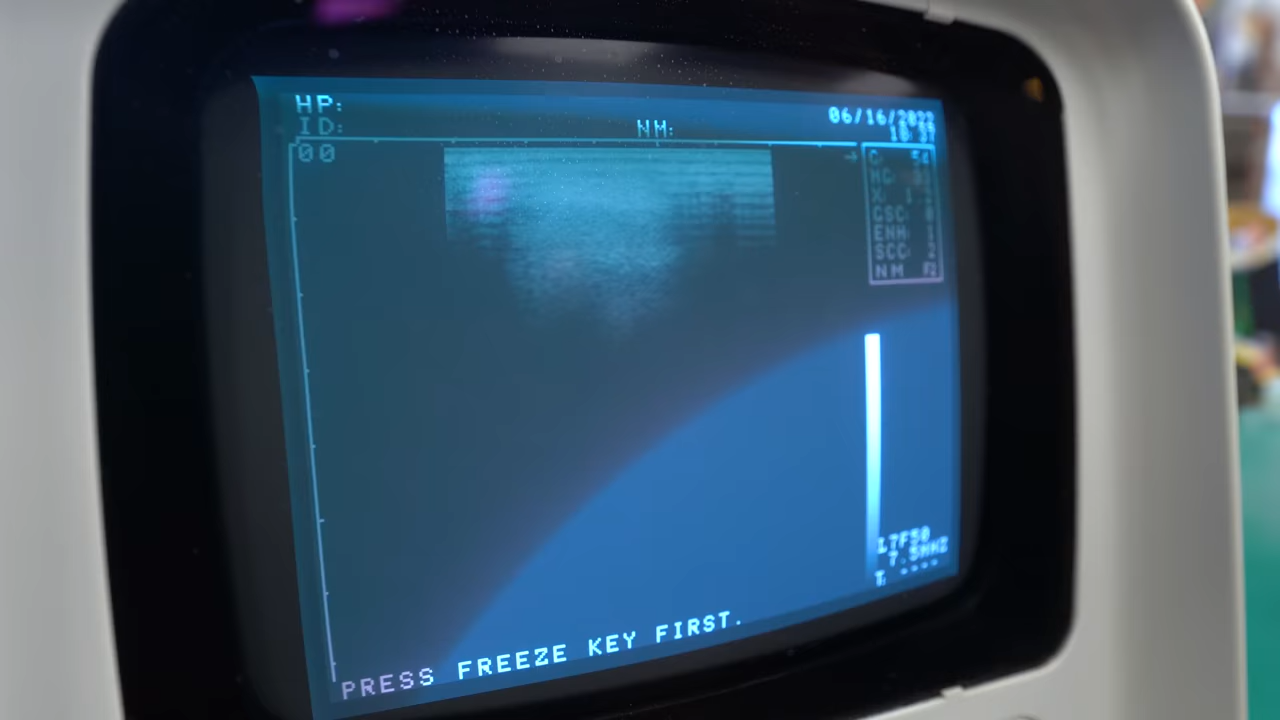 HP:
ID:
NM:
06/16/2022
00
C: 54
NC:
X:
GSC: 0
ENH: 1
SCC: 2
NM F2
L7F50
7.5MHZ
T: ----
PRESS FREEZE KEY FIRST.